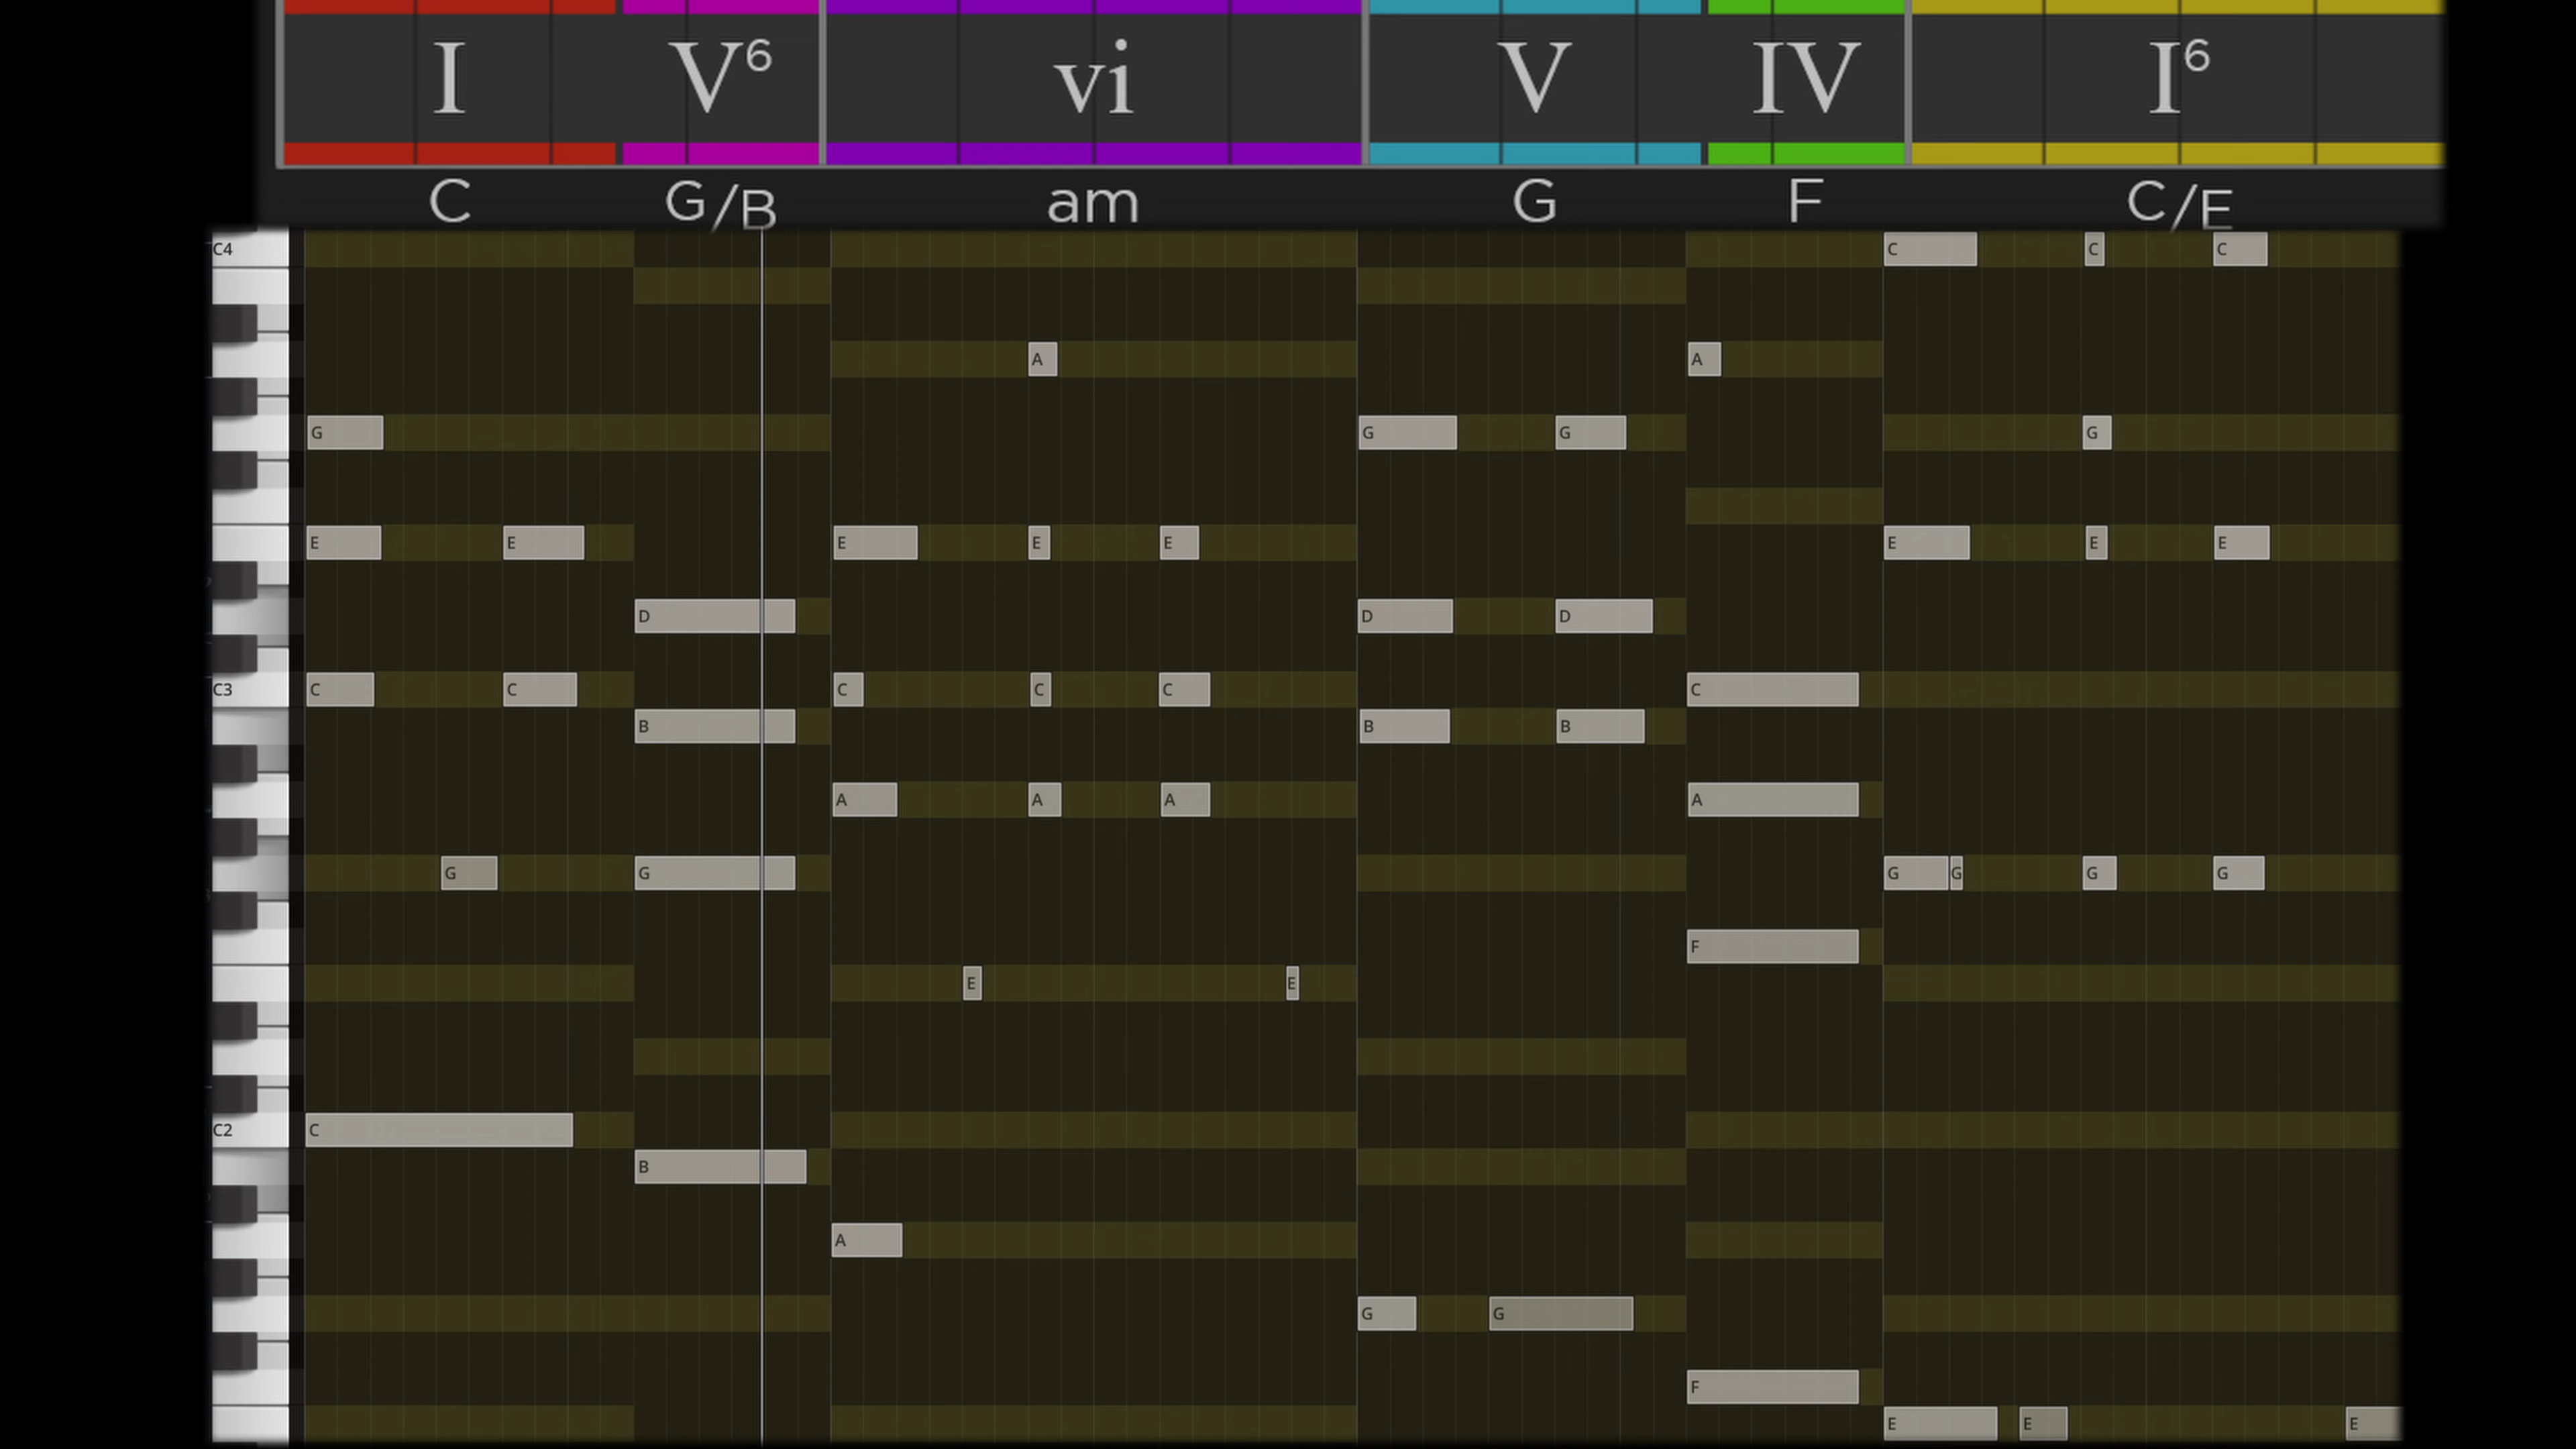 I V⁶ vi V IV I⁶
C G/B am G F C/E
C4 C C C
A A
G G G G
E E E E E E E E
D D D
C3 C C C C C C
B B B
A A A A
G G G G G G
F
E E
C2 C
B
A
G G
F
E E E